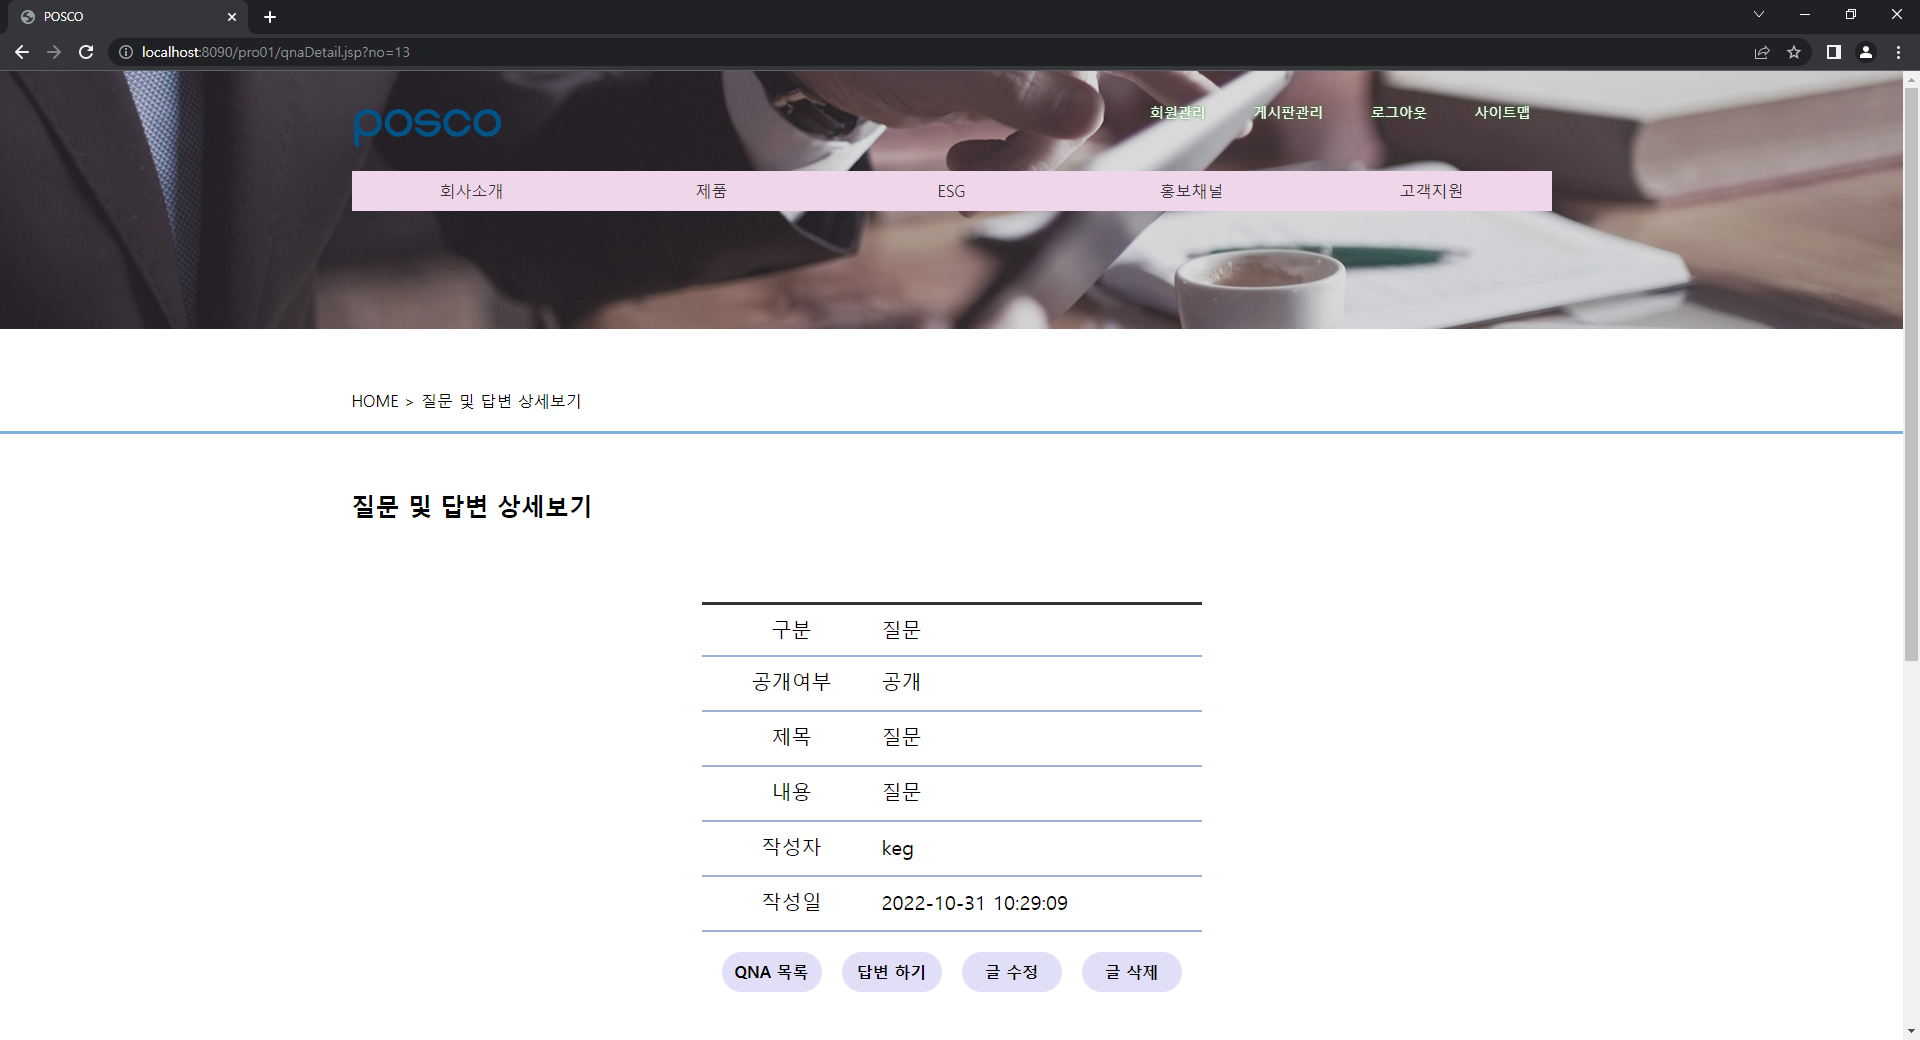 POSCO
localhost:8090/pro01/qnaDetail.jsp?no=13
posco
회원관리 게시판관리 로그아웃 사이트맵
회사소개 제품 ESG 홍보채널 고객지원
HOME > 질문 및 답변 상세보기
질문 및 답변 상세보기
구분 질문
공개여부 공개
제목 질문
내용 질문
작성자 keg
작성일 2022-10-31 10:29:09
QNA 목록 답변 하기 글 수정 글 삭제